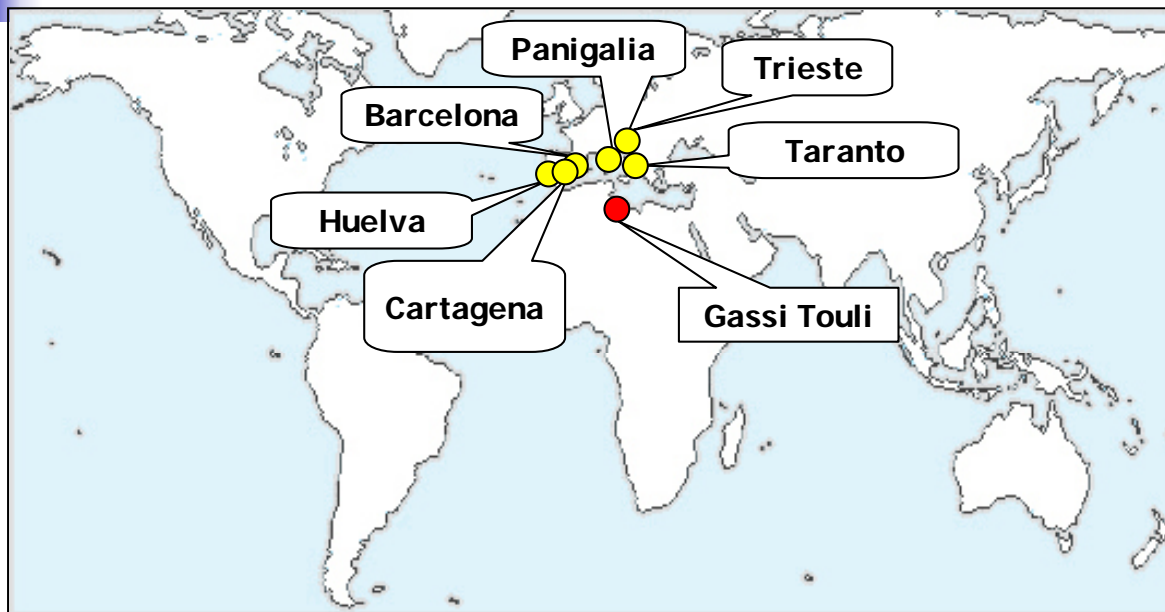 Panigalia
Trieste
Barcelona
Taranto
Huelva
Cartagena
Gassi Touli